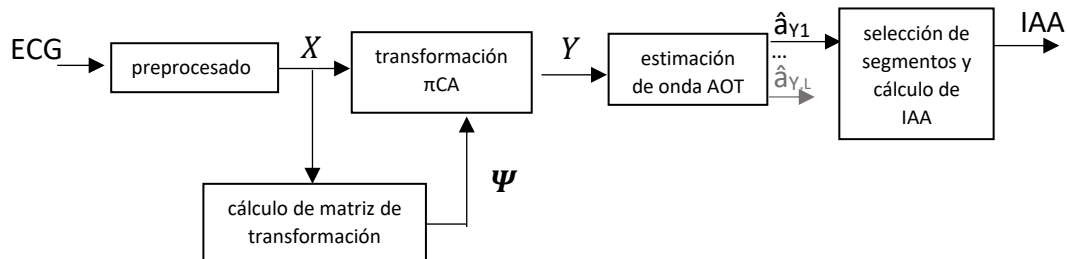 ECG
preprocesado
X
transformación
πCA
Y
estimación
de onda AOT
âY1
...
âY,L
selección de
segmentos y
cálculo de
IAA
IAA
cálculo de matriz de
transformación
Ψ